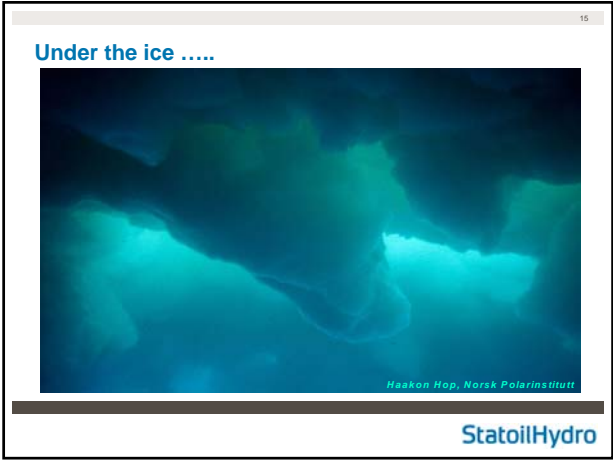 15
Under the ice …..
Haakon Hop, Norsk Polarinstitutt
StatoilHydro